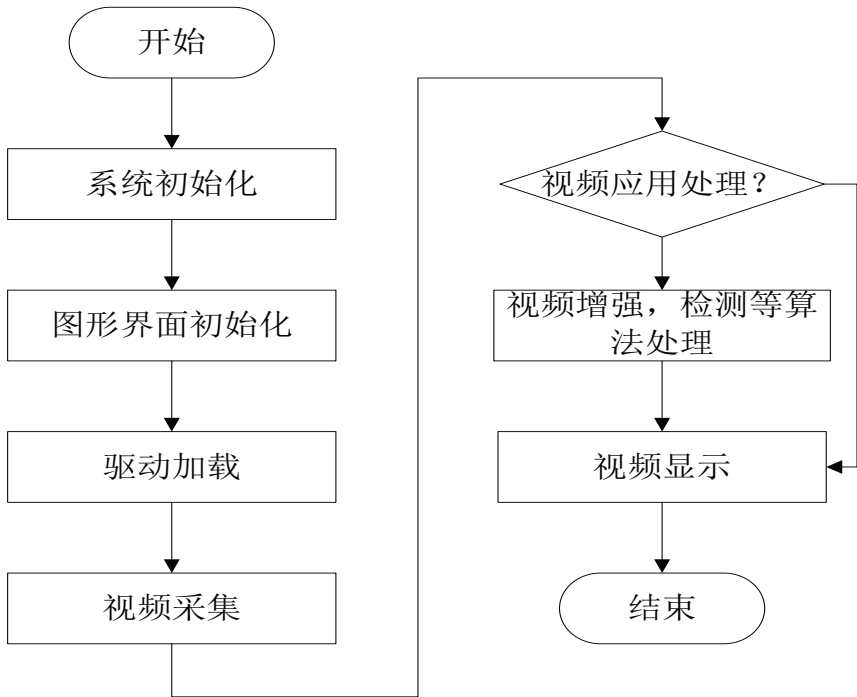 开始
系统初始化
图形界面初始化
驱动加载
视频采集
视频应用处理？
视频增强，检测等算
法处理
视频显示
结束